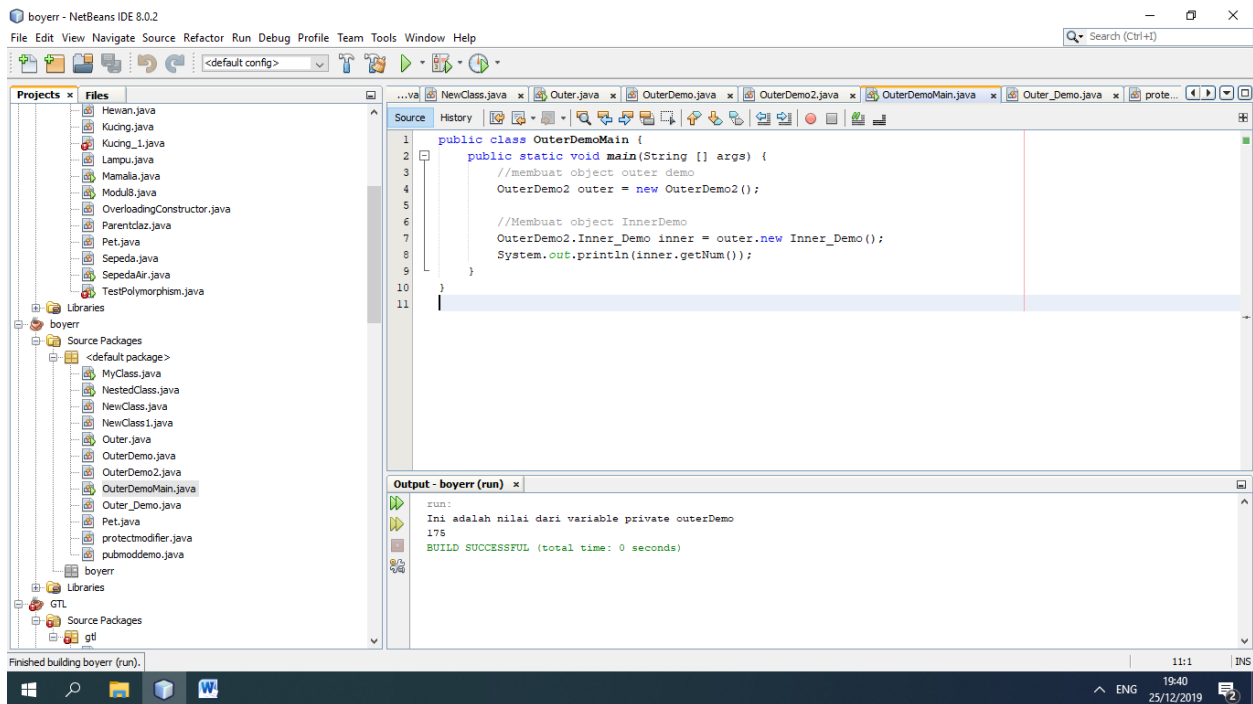 boyerr - NetBeans IDE 8.0.2
File Edit View Navigate Source Refactor Run Debug Profile Team Tools Window Help
Search (Ctrl+I)
<default config>
Projects × Files
Hewan.java
Kucing.java
Kucing_1.java
Lampu.java
Mamalia.java
Modul8.java
OverloadingConstructor.java
Parentclaz.java
Pet.java
Sepeda.java
SepedaAir.java
TestPolymorphism.java
Libraries
boyerr
Source Packages
<default package>
MyClass.java
NestedClass.java
NewClass.java
NewClass1.java
Outer.java
OuterDemo.java
OuterDemo2.java
OuterDemoMain.java
Outer_Demo.java
Pet.java
protectmodifier.java
pubmoddemo.java
boyerr
Libraries
GTL
Source Packages
gtl
...va NewClass.java × Outer.java × OuterDemo.java × OuterDemo2.java × OuterDemoMain.java × Outer_Demo.java × prote...
Source History
1 public class OuterDemoMain {
2 public static void main(String [] args) {
3 //membuat object outer demo
4 OuterDemo2 outer = new OuterDemo2();
5
6 //Membuat object InnerDemo
7 OuterDemo2.Inner_Demo inner = outer.new Inner_Demo();
8 System.out.println(inner.getNum());
9 }
10 }
11
Output - boyerr (run) ×
run:
Ini adalah nilai dari variable private outerDemo
175
BUILD SUCCESSFUL (total time: 0 seconds)
Finished building boyerr (run).
11:1 INS
W
ENG
19:40
25/12/2019
2